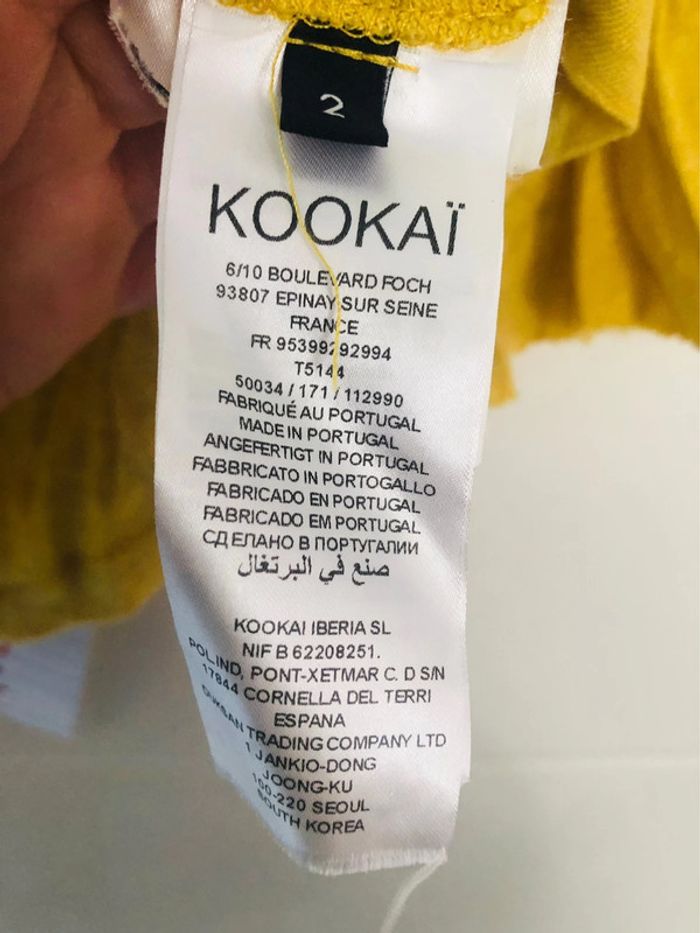 2
KOOKAÏ
6/10 BOULEVARD FOCH
93807 EPINAY SUR SEINE
FRANCE
FR 95399292994
T5144
50034 / 171 / 112990
FABRIQUÉ AU PORTUGAL
MADE IN PORTUGAL
ANGEFERTIGT IN PORTUGAL
FABBRICATO IN PORTOGALLO
FABRICADO EN PORTUGAL
FABRICADO EM PORTUGAL
СДЕЛАНО В ПОРТУГАЛИИ
صنع في البرتغال
KOOKAI IBERIA SL
NIF B 62208251.
POL IND, PONT-XETMAR C. D S/N
17844 CORNELLA DEL TERRI
ESPANA
DUKSAN TRADING COMPANY LTD
1 JANKIO-DONG
JOONG-KU
100-220 SEOUL
SOUTH KOREA